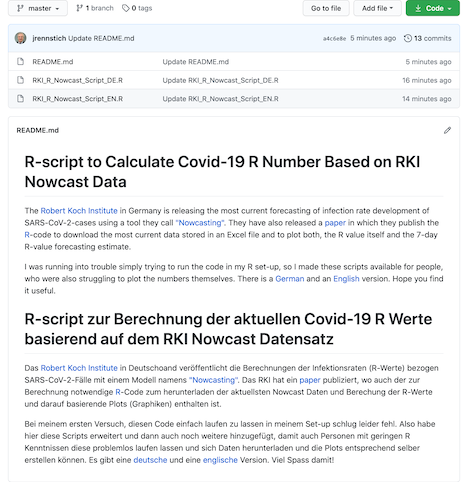 master
1 branch
0 tags
Go to file
Add file
Code
jrennstich Update README.md
a4c6e8e 5 minutes ago
13 commits
README.md Update README.md 5 minutes ago
RKI_R_Nowcast_Script_DE.R Update README.md 16 minutes ago
RKI_R_Nowcast_Script_EN.R Update README.md 14 minutes ago
README.md
R-script to Calculate Covid-19 R Number Based on RKI
Nowcast Data
The Robert Koch Institute in Germany is releasing the most current forecasting of infection rate development of
SARS-CoV-2-cases using a tool they call "Nowcasting". They have also released a paper in which they publish the
R-code to download the most current data stored in an Excel file and to plot both, the R value itself and the 7-day
R-value forecasting estimate.
I was running into trouble simply trying to run the code in my R set-up, so I made these scripts available for people,
who were also struggling to plot the numbers themselves. There is a German and an English version. Hope you find
it useful.
R-script zur Berechnung der aktuellen Covid-19 R Werte
basierend auf dem RKI Nowcast Datensatz
Das Robert Koch Institute in Deutschoand veröffentlicht die Berechnungen der Infektionsraten (R-Werte) bezogen
SARS-CoV-2-Fälle mit einem Modell namens "Nowcasting". Das RKI hat ein paper publiziert, wo auch der zur
Berechnung notwendige R-Code zum herunterladen der aktuellsten Nowcast Daten und Berechung der R-Werte
und darauf basierende Plots (Graphiken) enthalten ist.
Bei meinem ersten Versuch, diesen Code einfach laufen zu lassen in meinem Set-up schlug leider fehl. Also habe
hier diese Scripts erweitert und dann auch noch weitere hinzugefügt, damit auch Personen mit geringen R
Kenntnissen diese problemlos laufen lassen und sich Daten herunterladen und die Plots entsprechend selber
erstellen können. Es gibt eine deutsche und eine englische Version. Viel Spass damit!